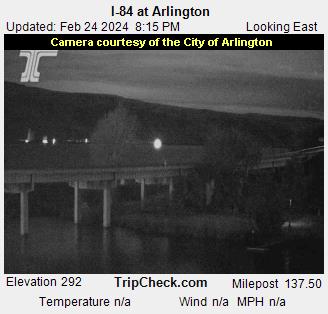 I-84 at Arlington
Updated: Feb 24 2024 8:15 PM Looking East
Camera courtesy of the City of Arlington
Elevation 292 TripCheck.com Milepost 137.50
Temperature n/a Wind n/a MPH n/a